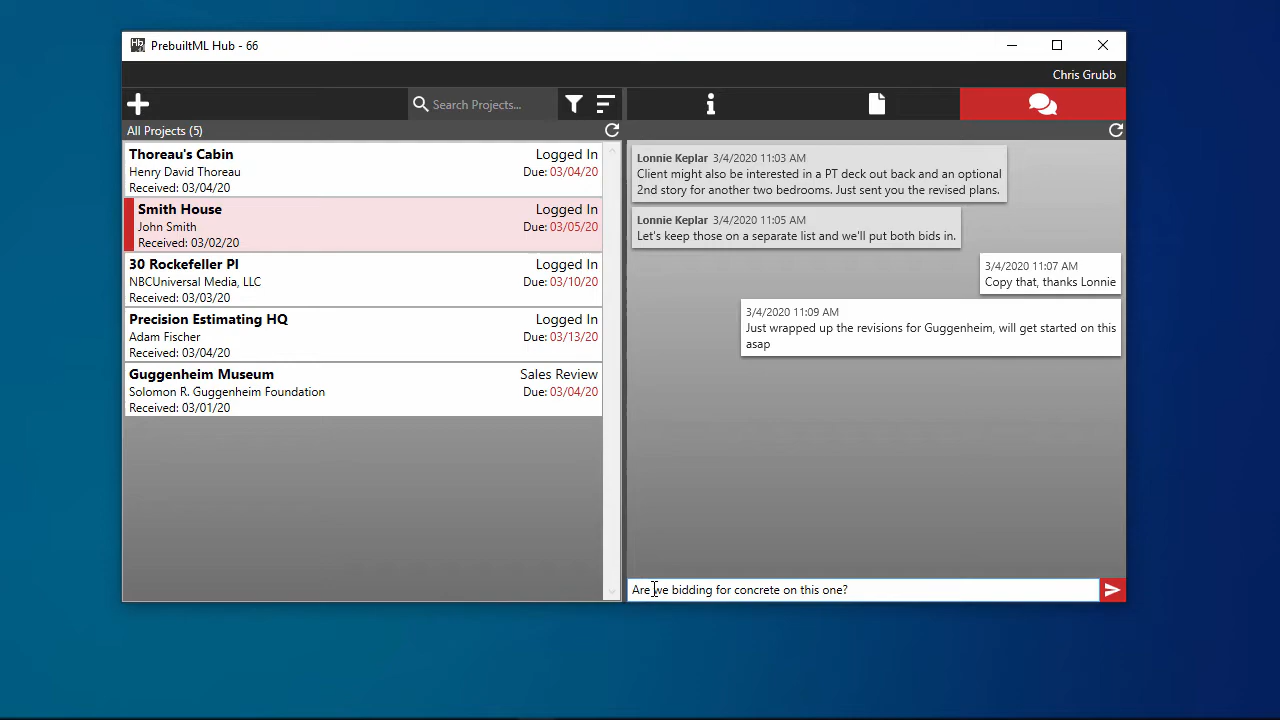 PrebuiltML Hub - 66
Chris Grubb
Search Projects...
All Projects (5)
Thoreau's Cabin
Logged In
Henry David Thoreau
Due: 03/04/20
Received: 03/04/20
Smith House
Logged In
John Smith
Due: 03/05/20
Received: 03/02/20
30 Rockefeller Pl
Logged In
NBCUniversal Media, LLC
Due: 03/10/20
Received: 03/03/20
Precision Estimating HQ
Logged In
Adam Fischer
Due: 03/13/20
Received: 03/04/20
Guggenheim Museum
Sales Review
Solomon R. Guggenheim Foundation
Due: 03/04/20
Received: 03/01/20
Lonnie Keplar 3/4/2020 11:03 AM
Client might also be interested in a PT deck out back and an optional
2nd story for another two bedrooms. Just sent you the revised plans.
Lonnie Keplar 3/4/2020 11:05 AM
Let's keep those on a separate list and we'll put both bids in.
3/4/2020 11:07 AM
Copy that, thanks Lonnie
3/4/2020 11:09 AM
Just wrapped up the revisions for Guggenheim, will get started on this
asap
Are we bidding for concrete on this one?